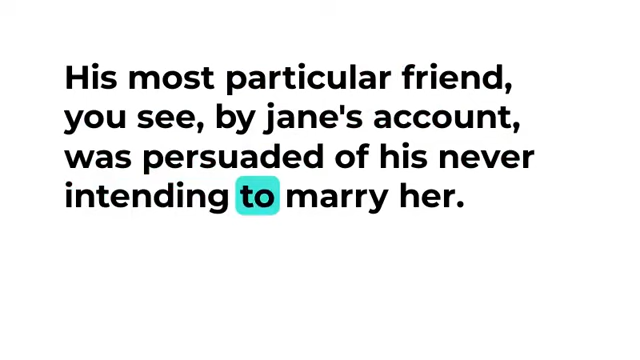 His most particular friend,
you see, by jane's account,
was persuaded of his never
intending to marry her.